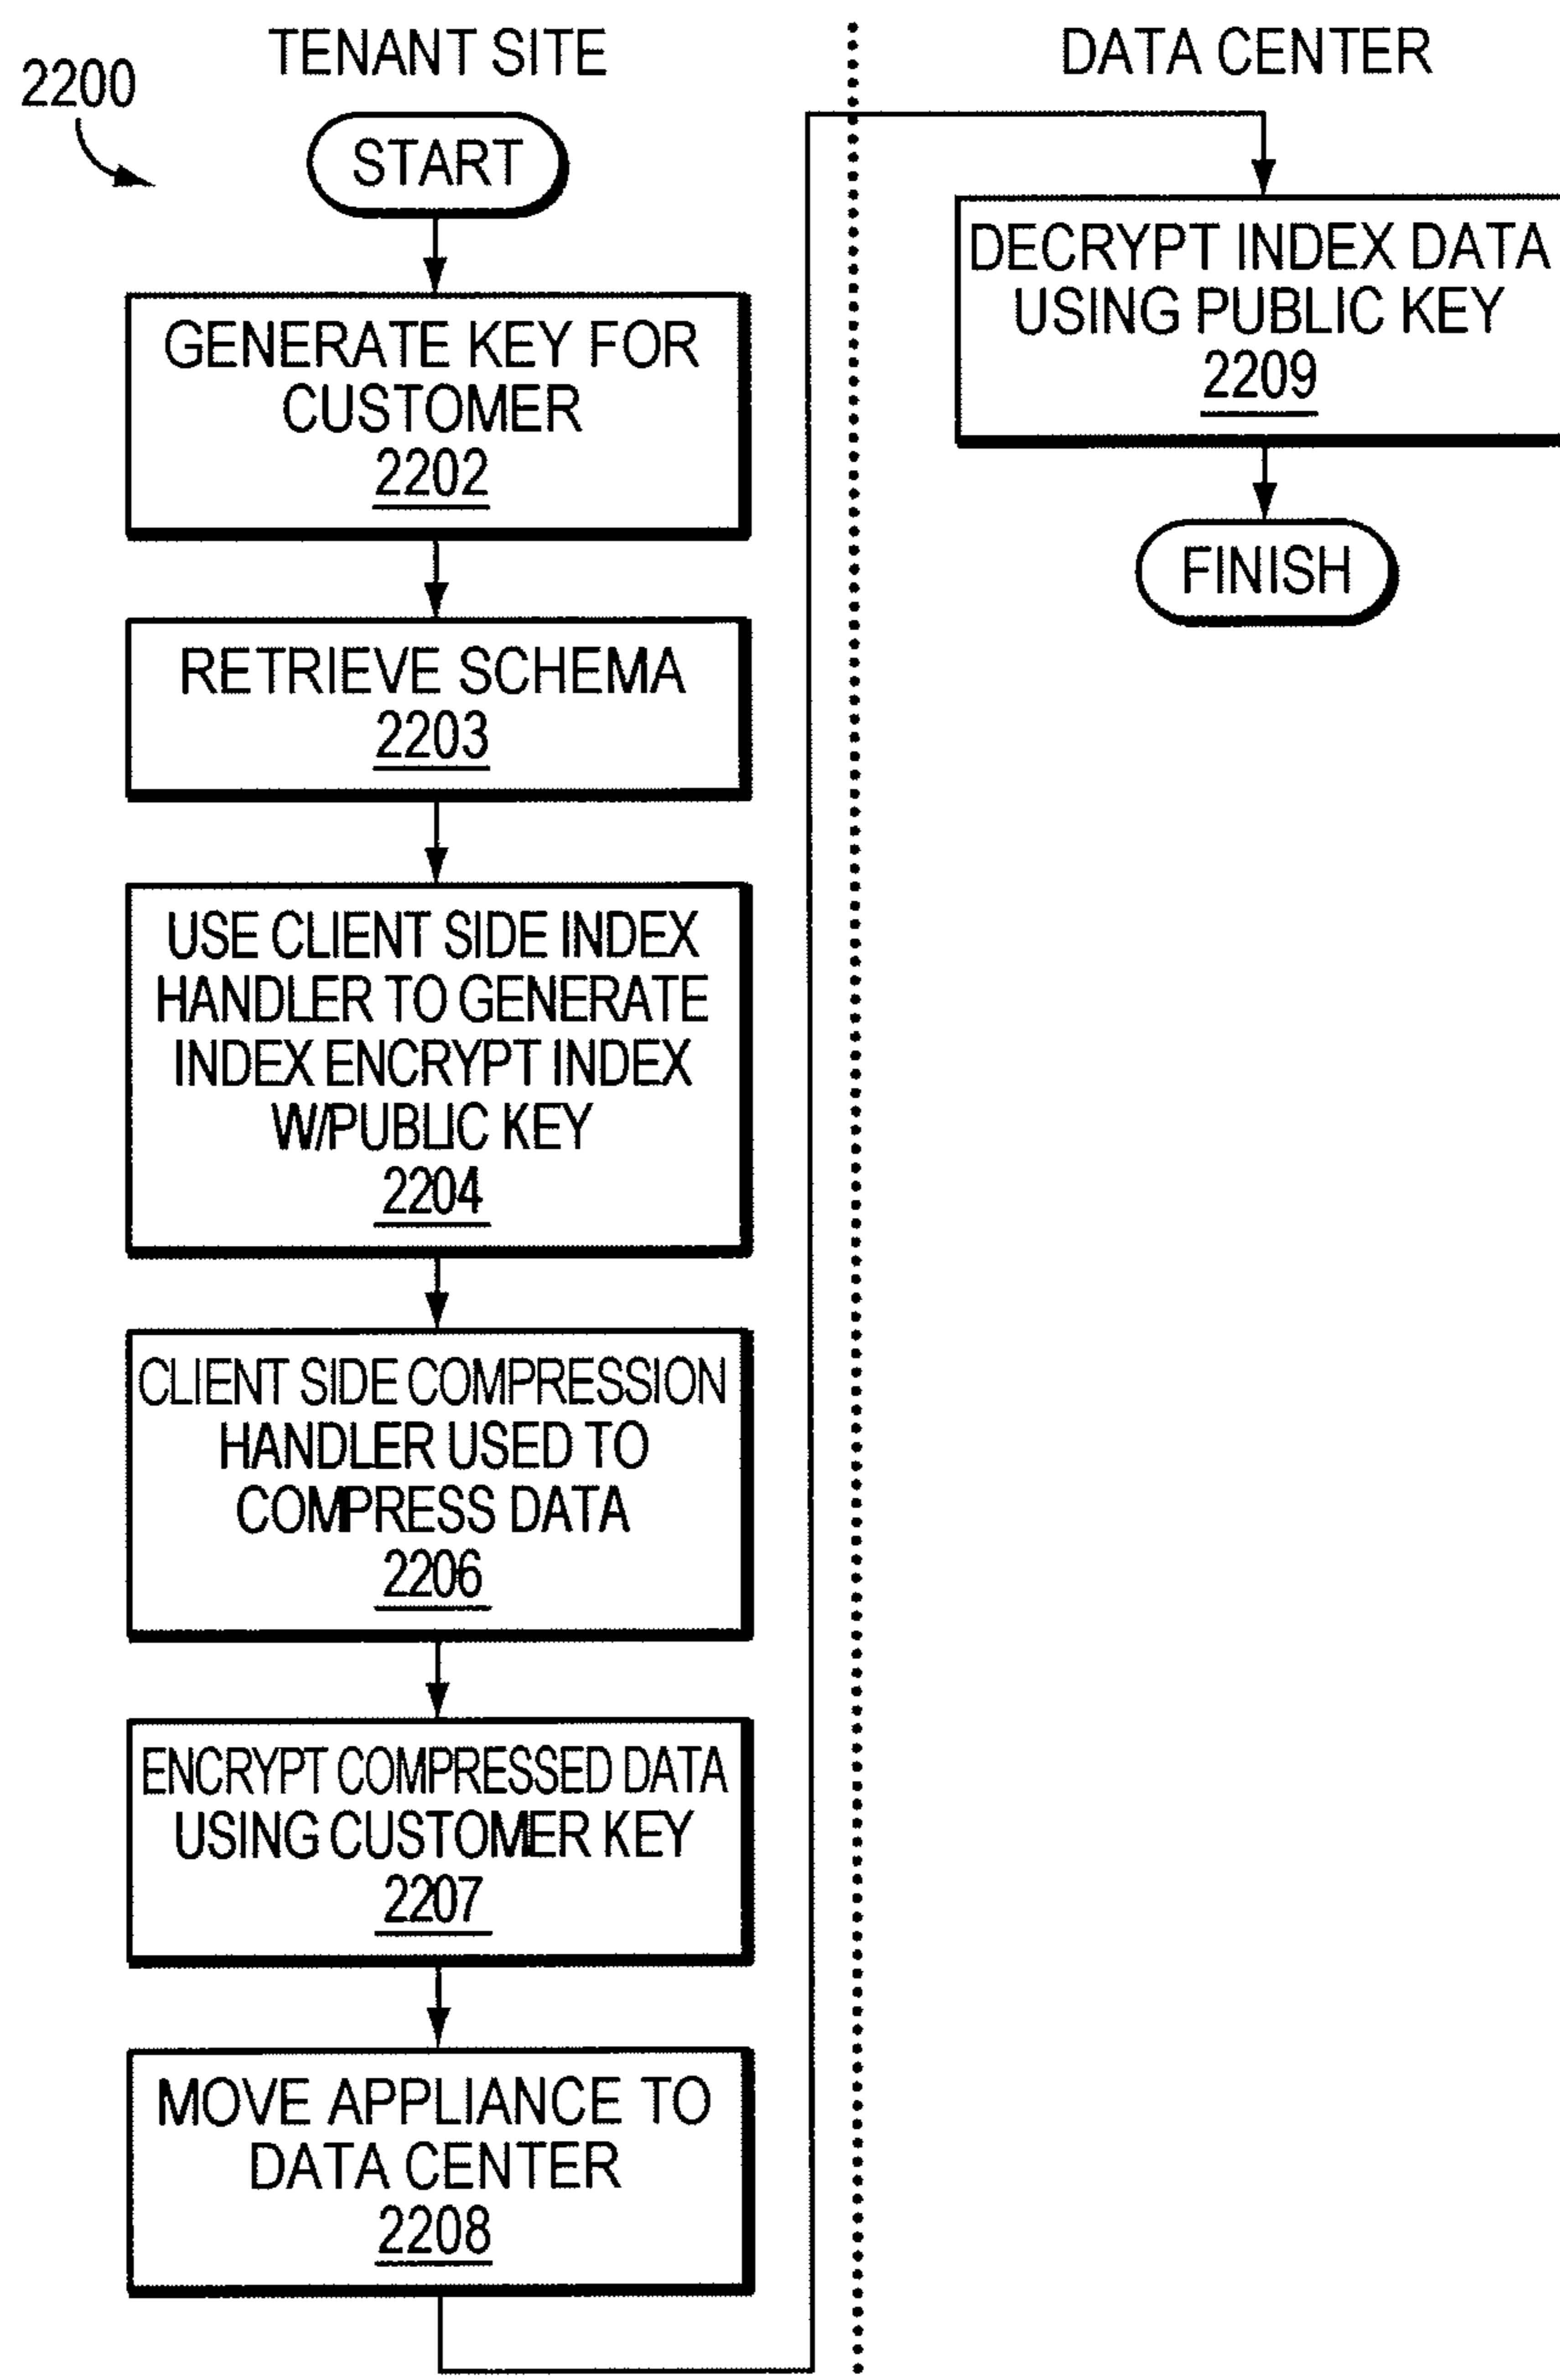 TENANT SITE
2200
START
GENERATE KEY FOR
CUSTOMER
2202
RETRIEVE SCHEMA
2203
USE CLIENT SIDE INDEX
HANDLER TO GENERATE
INDEX ENCRYPT INDEX
W/PUBLIC KEY
2204
CLIENT SIDE COMPRESSION
HANDLER USED TO
COMPRESS DATA
2206
ENCRYPT COMPRESSED DATA
USING CUSTOMER KEY
2207
MOVE APPLIANCE TO
DATA CENTER
2208
DATA CENTER
DECRYPT INDEX DATA
USING PUBLIC KEY
2209
FINISH